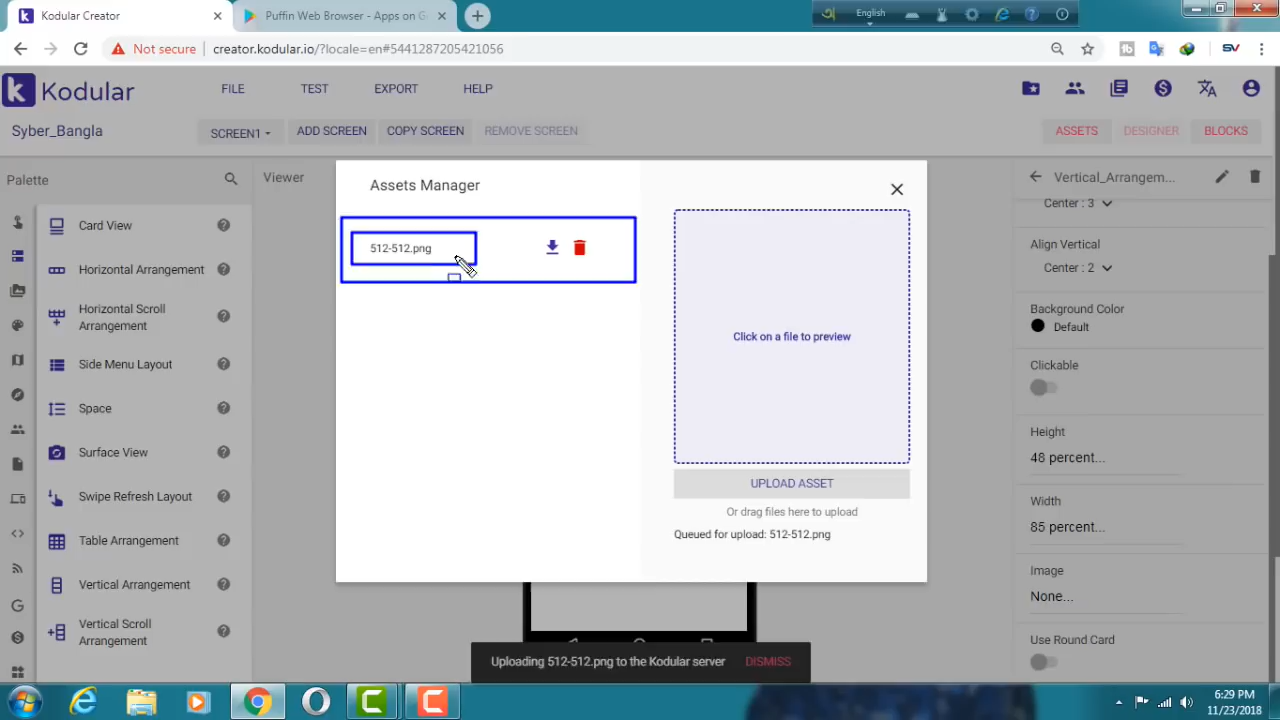 Kodular Creator
Puffin Web Browser - Apps on G
English
Not secure
creator.kodular.io/?locale=en#5441287205421056
Kodular
FILE
TEST
EXPORT
HELP
Syber_Bangla
SCREEN1
ADD SCREEN
COPY SCREEN
REMOVE SCREEN
ASSETS
DESIGNER
BLOCKS
Palette
Viewer
Card View
Horizontal Arrangement
Horizontal Scroll
Arrangement
Side Menu Layout
Space
Surface View
Swipe Refresh Layout
Table Arrangement
Vertical Arrangement
Vertical Scroll
Arrangement
Assets Manager
512-512.png
Click on a file to preview
UPLOAD ASSET
Or drag files here to upload
Queued for upload: 512-512.png
Uploading 512-512.png to the Kodular server
DISMISS
Vertical_Arrangem...
Center : 3
Align Vertical
Center : 2
Background Color
Default
Clickable
Height
48 percent...
Width
85 percent...
Image
None...
Use Round Card
6:29 PM
11/23/2018